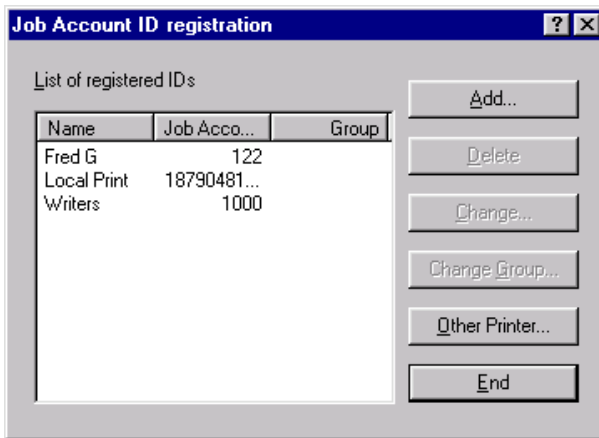 Job Account ID registration
List of registered IDs
Name Job Acco... Group
Fred G 122
Local Print 18790481...
Writers 1000
Add...
Delete
Change...
Change Group...
Other Printer...
End